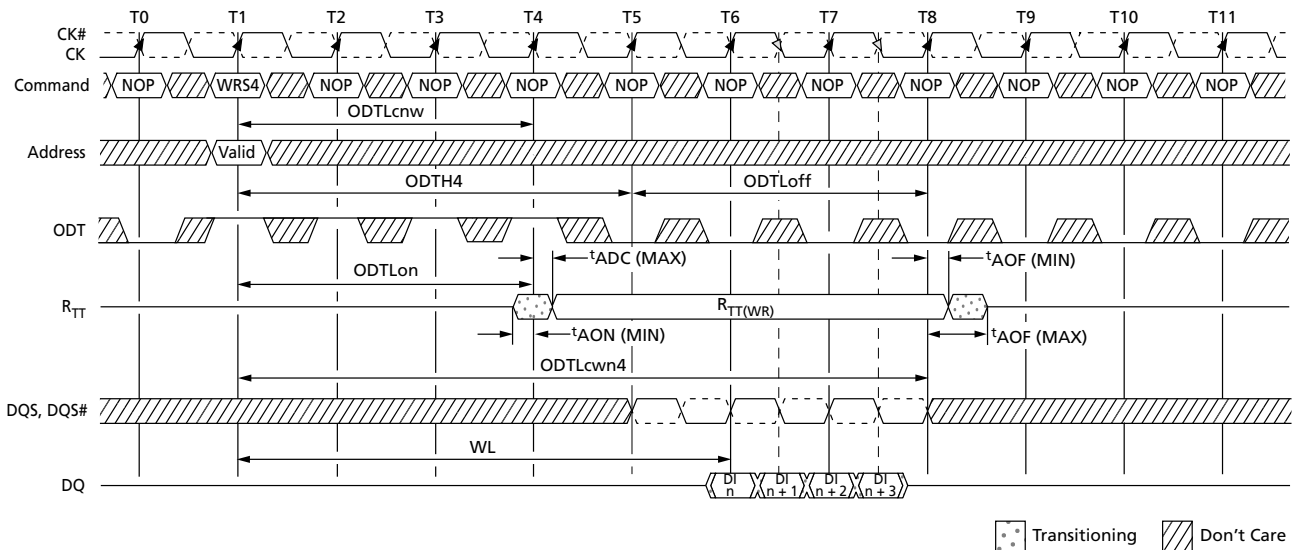 T0 T1 T2 T3 T4 T5 T6 T7 T8 T9 T10 T11
CK#
CK
Command NOP WRS4 NOP NOP NOP NOP NOP NOP NOP NOP NOP NOP
ODTLcnw
Address Valid
ODTH4 ODTLoff
ODT
tADC (MAX) tAOF (MIN)
ODTLon
RTT RTT(WR)
tAON (MIN) tAOF (MAX)
ODTLcwn4
DQS, DQS#
WL
DQ DI n DI n + 1 DI n + 2 DI n + 3
Transitioning Don't Care